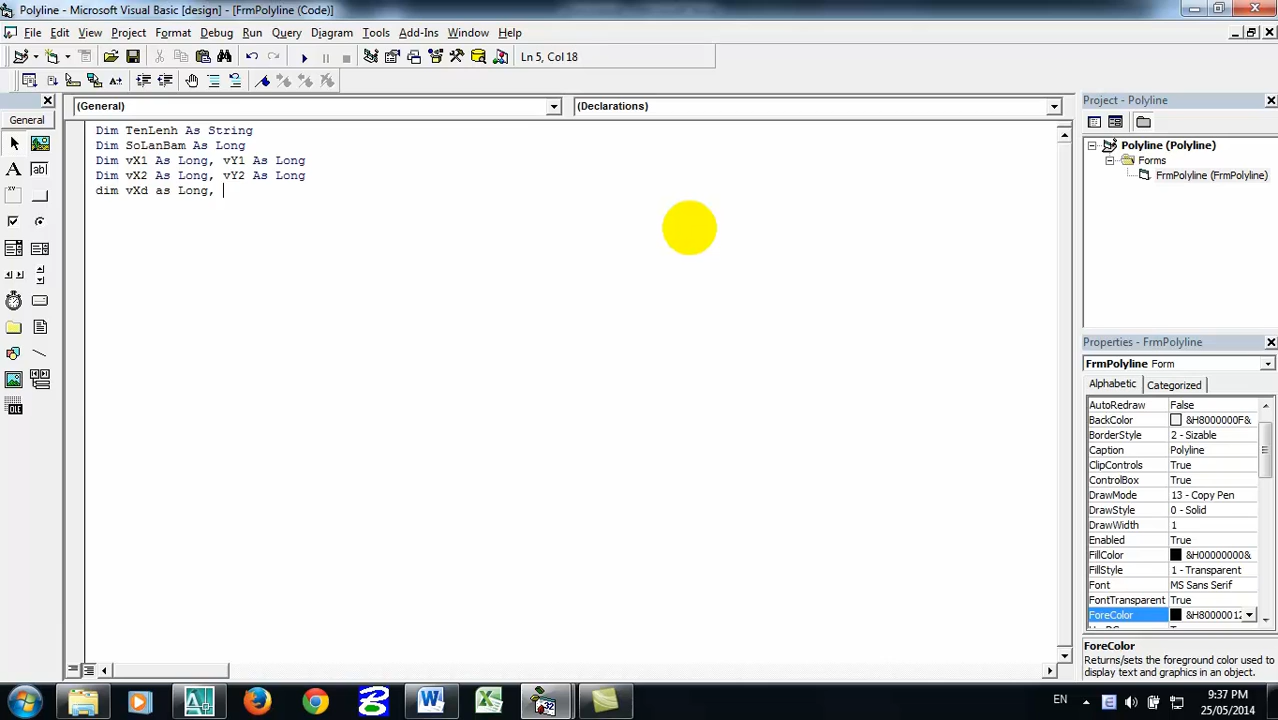 Polyline - Microsoft Visual Basic [design] - [FrmPolyline (Code)]
File Edit View Project Format Debug Run Query Diagram Tools Add-Ins Window Help
Ln 5, Col 18
General
(General) (Declarations)
Dim TenLenh As String
Dim SoLanBam As Long
Dim vX1 As Long, vY1 As Long
Dim vX2 As Long, vY2 As Long
dim vXd as Long,
Project - Polyline
Polyline (Polyline)
Forms
FrmPolyline (FrmPolyline)
Properties - FrmPolyline
FrmPolyline Form
Alphabetic Categorized
AutoRedraw False
BackColor &H8000000F&
BorderStyle 2 - Sizable
Caption Polyline
ClipControls True
ControlBox True
DrawMode 13 - Copy Pen
DrawStyle 0 - Solid
DrawWidth 1
Enabled True
FillColor &H00000000&
FillStyle 1 - Transparent
Font MS Sans Serif
FontTransparent True
ForeColor &H80000012
ForeColor
Returns/sets the foreground color used to
display text and graphics in an object.
EN
9:37 PM
25/05/2014